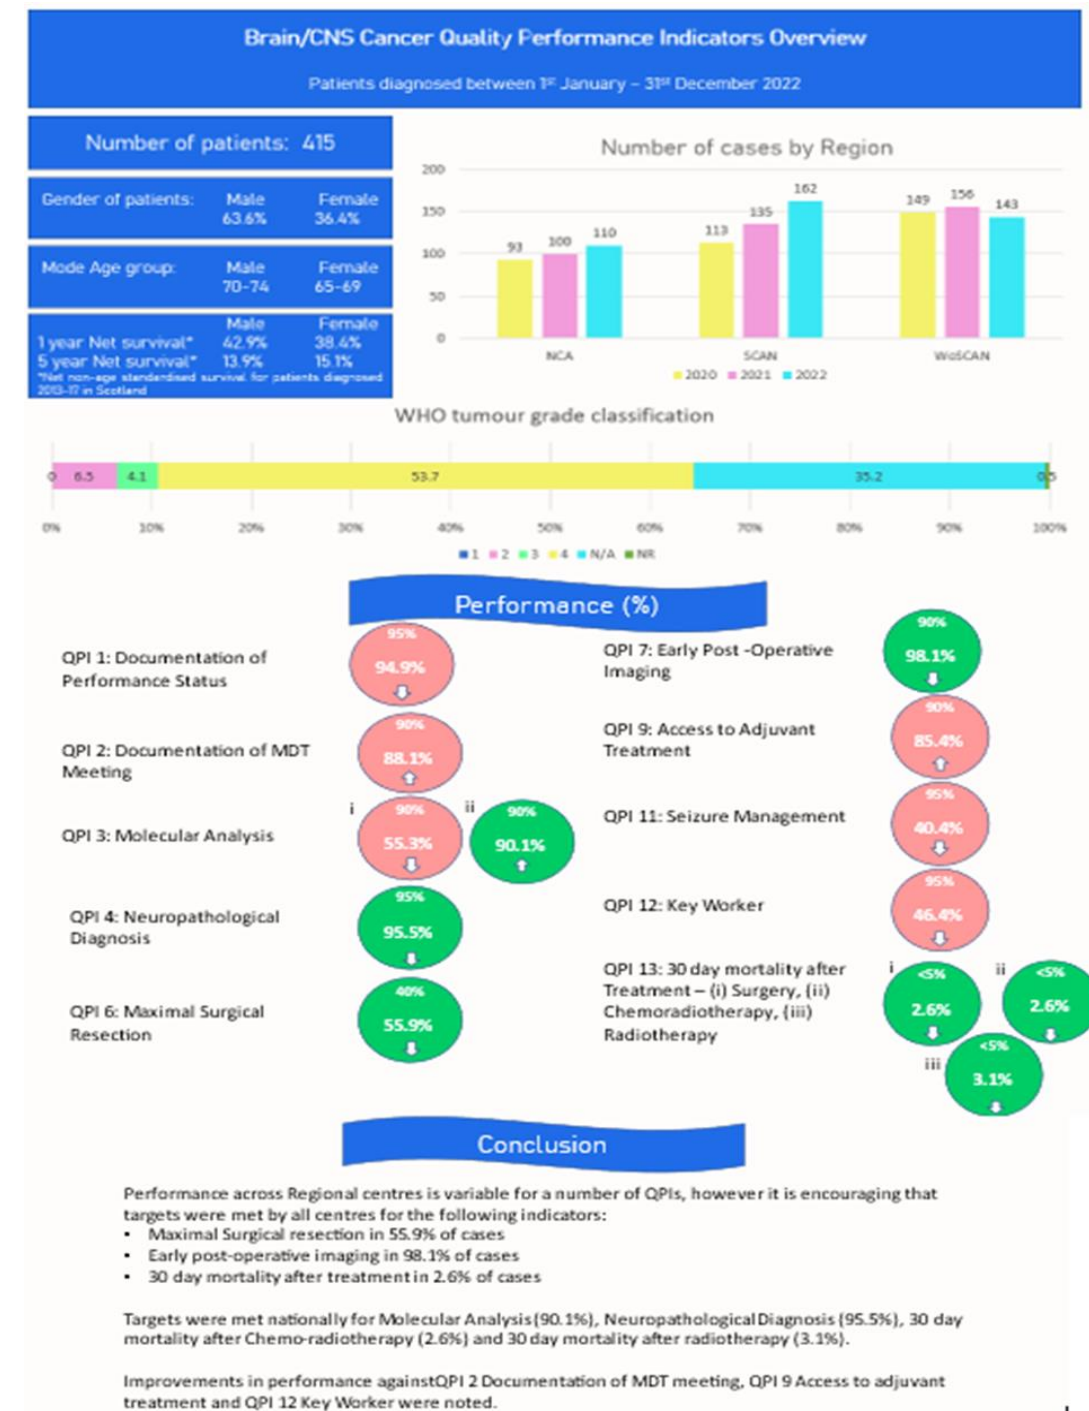 Brain/CNS Cancer Quality Performance Indicators Overview
Patients diagnosed between 1st January – 31st December 2022
Number of patients: 415
Gender of patients: Male Female
63.6% 36.4%
Mode Age group: Male Female
70-74 65-69
Male Female
1 year Net survival* 42.9% 38.4%
5 year Net survival* 13.9% 15.1%
*Net non-age standardised survival for patients diagnosed
2013-17 in Scotland
Number of cases by Region
200
150
100
50
0
93 100 110
113 135 162
149 156 143
NCA SCAN WoSCAN
2020 2021 2022
WHO tumour grade classification
0 6.5 4.1 53.7 35.2 0.5
0% 10% 20% 30% 40% 50% 60% 70% 80% 90% 100%
1 2 3 4 N/A NR
Performance (%)
QPI 1: Documentation of
Performance Status
95%
94.9%
QPI 2: Documentation of MDT
Meeting
90%
88.1%
QPI 3: Molecular Analysis
i
90%
55.3%
ii
90%
90.1%
QPI 4: Neuropathological
Diagnosis
95%
95.5%
QPI 6: Maximal Surgical
Resection
40%
55.9%
QPI 7: Early Post -Operative
Imaging
90%
98.1%
QPI 9: Access to Adjuvant
Treatment
90%
85.4%
QPI 11: Seizure Management
95%
40.4%
QPI 12: Key Worker
95%
46.4%
QPI 13: 30 day mortality after
Treatment – (i) Surgery, (ii)
Chemoradiotherapy, (iii)
Radiotherapy
i
<5%
2.6%
ii
<5%
2.6%
iii
<5%
3.1%
Conclusion
Performance across Regional centres is variable for a number of QPIs, however it is encouraging that
targets were met by all centres for the following indicators:
• Maximal Surgical resection in 55.9% of cases
• Early post-operative imaging in 98.1% of cases
• 30 day mortality after treatment in 2.6% of cases
Targets were met nationally for Molecular Analysis (90.1%), Neuropathological Diagnosis (95.5%), 30 day
mortality after Chemo-radiotherapy (2.6%) and 30 day mortality after radiotherapy (3.1%).
Improvements in performance againstQPI 2 Documentation of MDT meeting, QPI 9 Access to adjuvant
treatment and QPI 12 Key Worker were noted.